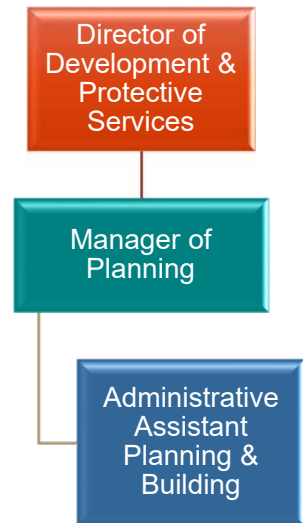 Director of
Development &
Protective
Services
Manager of
Planning
Administrative
Assistant
Planning &
Building